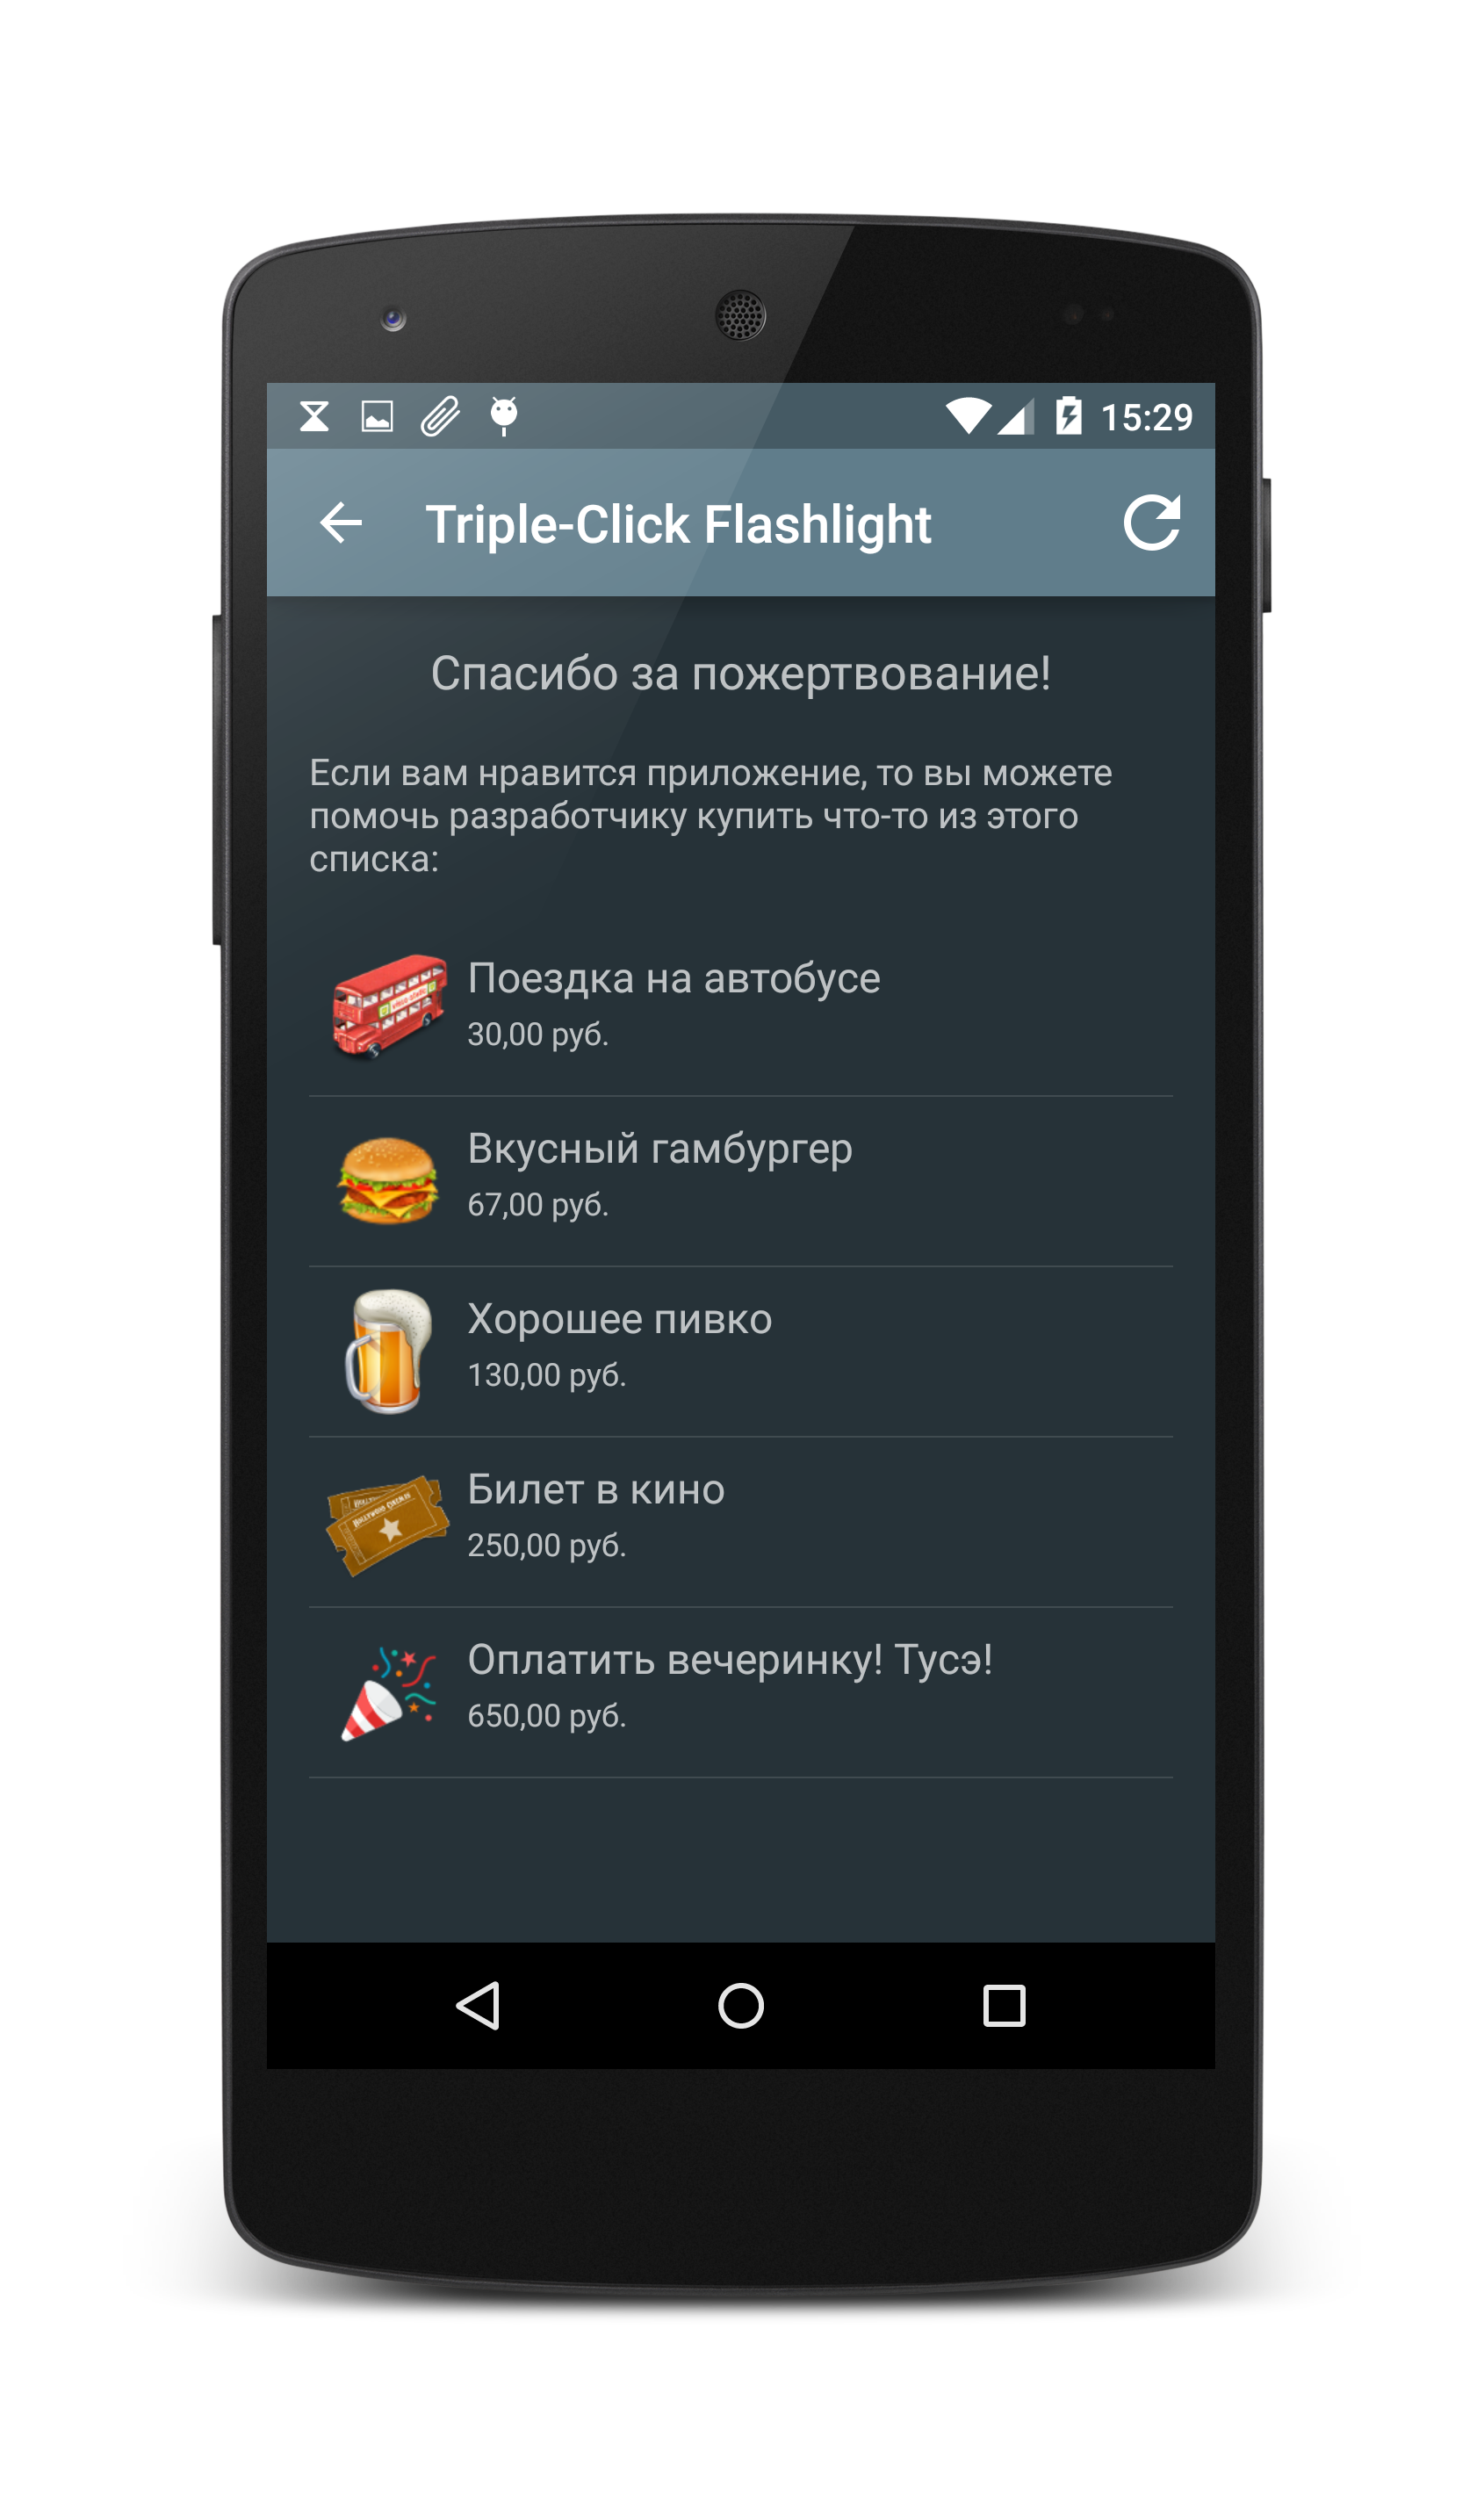 15:29
Triple-Click Flashlight
Спасибо за пожертвование!
Если вам нравится приложение, то вы можете
помочь разработчику купить что-то из этого
списка:
Поездка на автобусе
30,00 руб.
Вкусный гамбургер
67,00 руб.
Хорошее пивко
130,00 руб.
Билет в кино
250,00 руб.
Оплатить вечеринку! Тусэ!
650,00 руб.